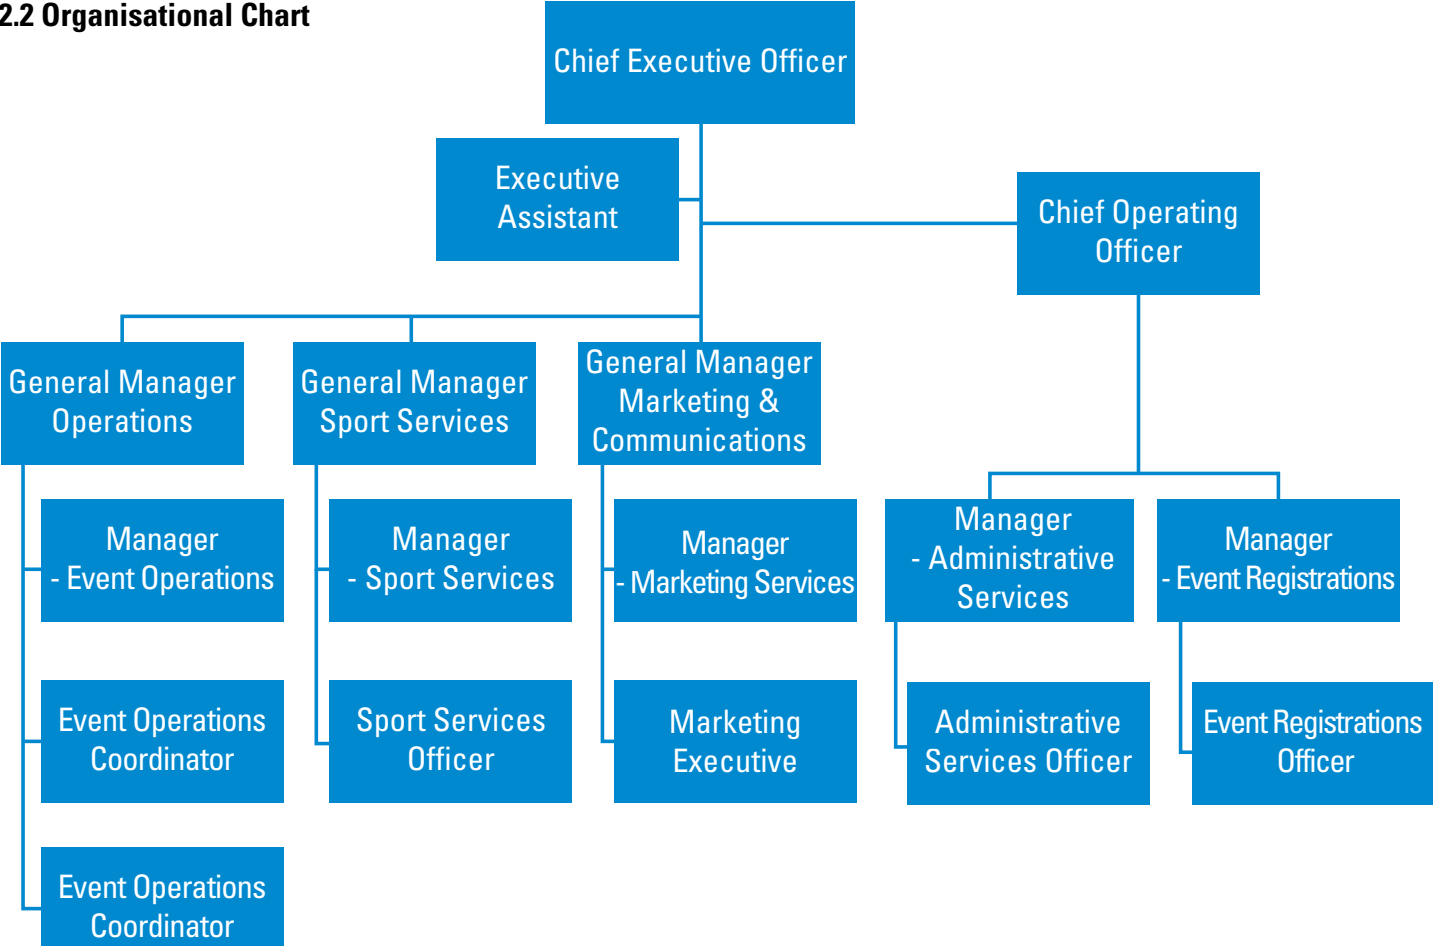 2.2 Organisational Chart
Chief Executive Officer
Executive
Assistant
Chief Operating
Officer
General Manager
Operations
General Manager
Sport Services
General Manager
Marketing &
Communications
Manager
- Event Operations
Manager
- Sport Services
Manager
- Marketing Services
Manager
- Administrative
Services
Manager
- Event Registrations
Event Operations
Coordinator
Sport Services
Officer
Marketing
Executive
Administrative
Services Officer
Event Registrations
Officer
Event Operations
Coordinator